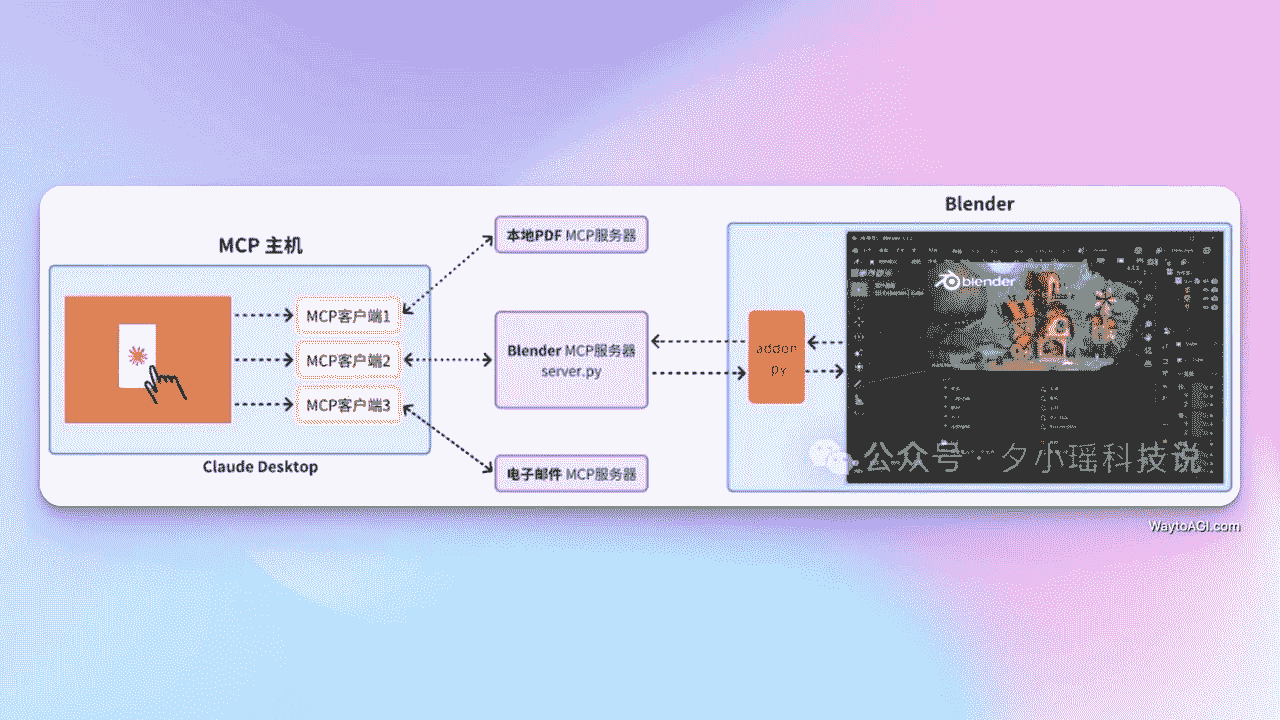 Blender
MCP 主机
本地PDF MCP服务器
MCP客户端1
MCP客户端2
MCP客户端3
Blender MCP服务器
server.py
py
blender
Claude Desktop
电子邮件 MCP服务器
公众号 · 夕小瑶科技说
WaytoAGI.com